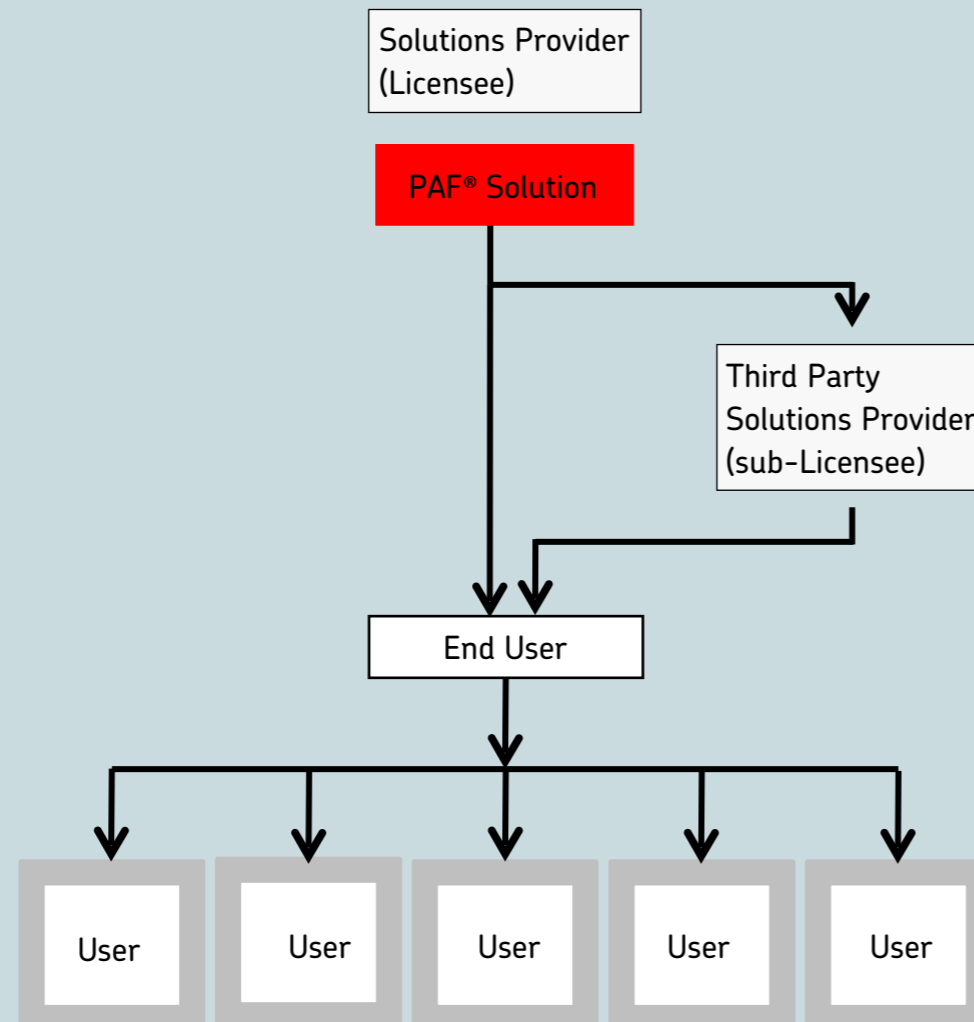 Solutions Provider
(Licensee)
PAF® Solution
Third Party
Solutions Provider
(sub-Licensee)
End User
User
User
User
User
User